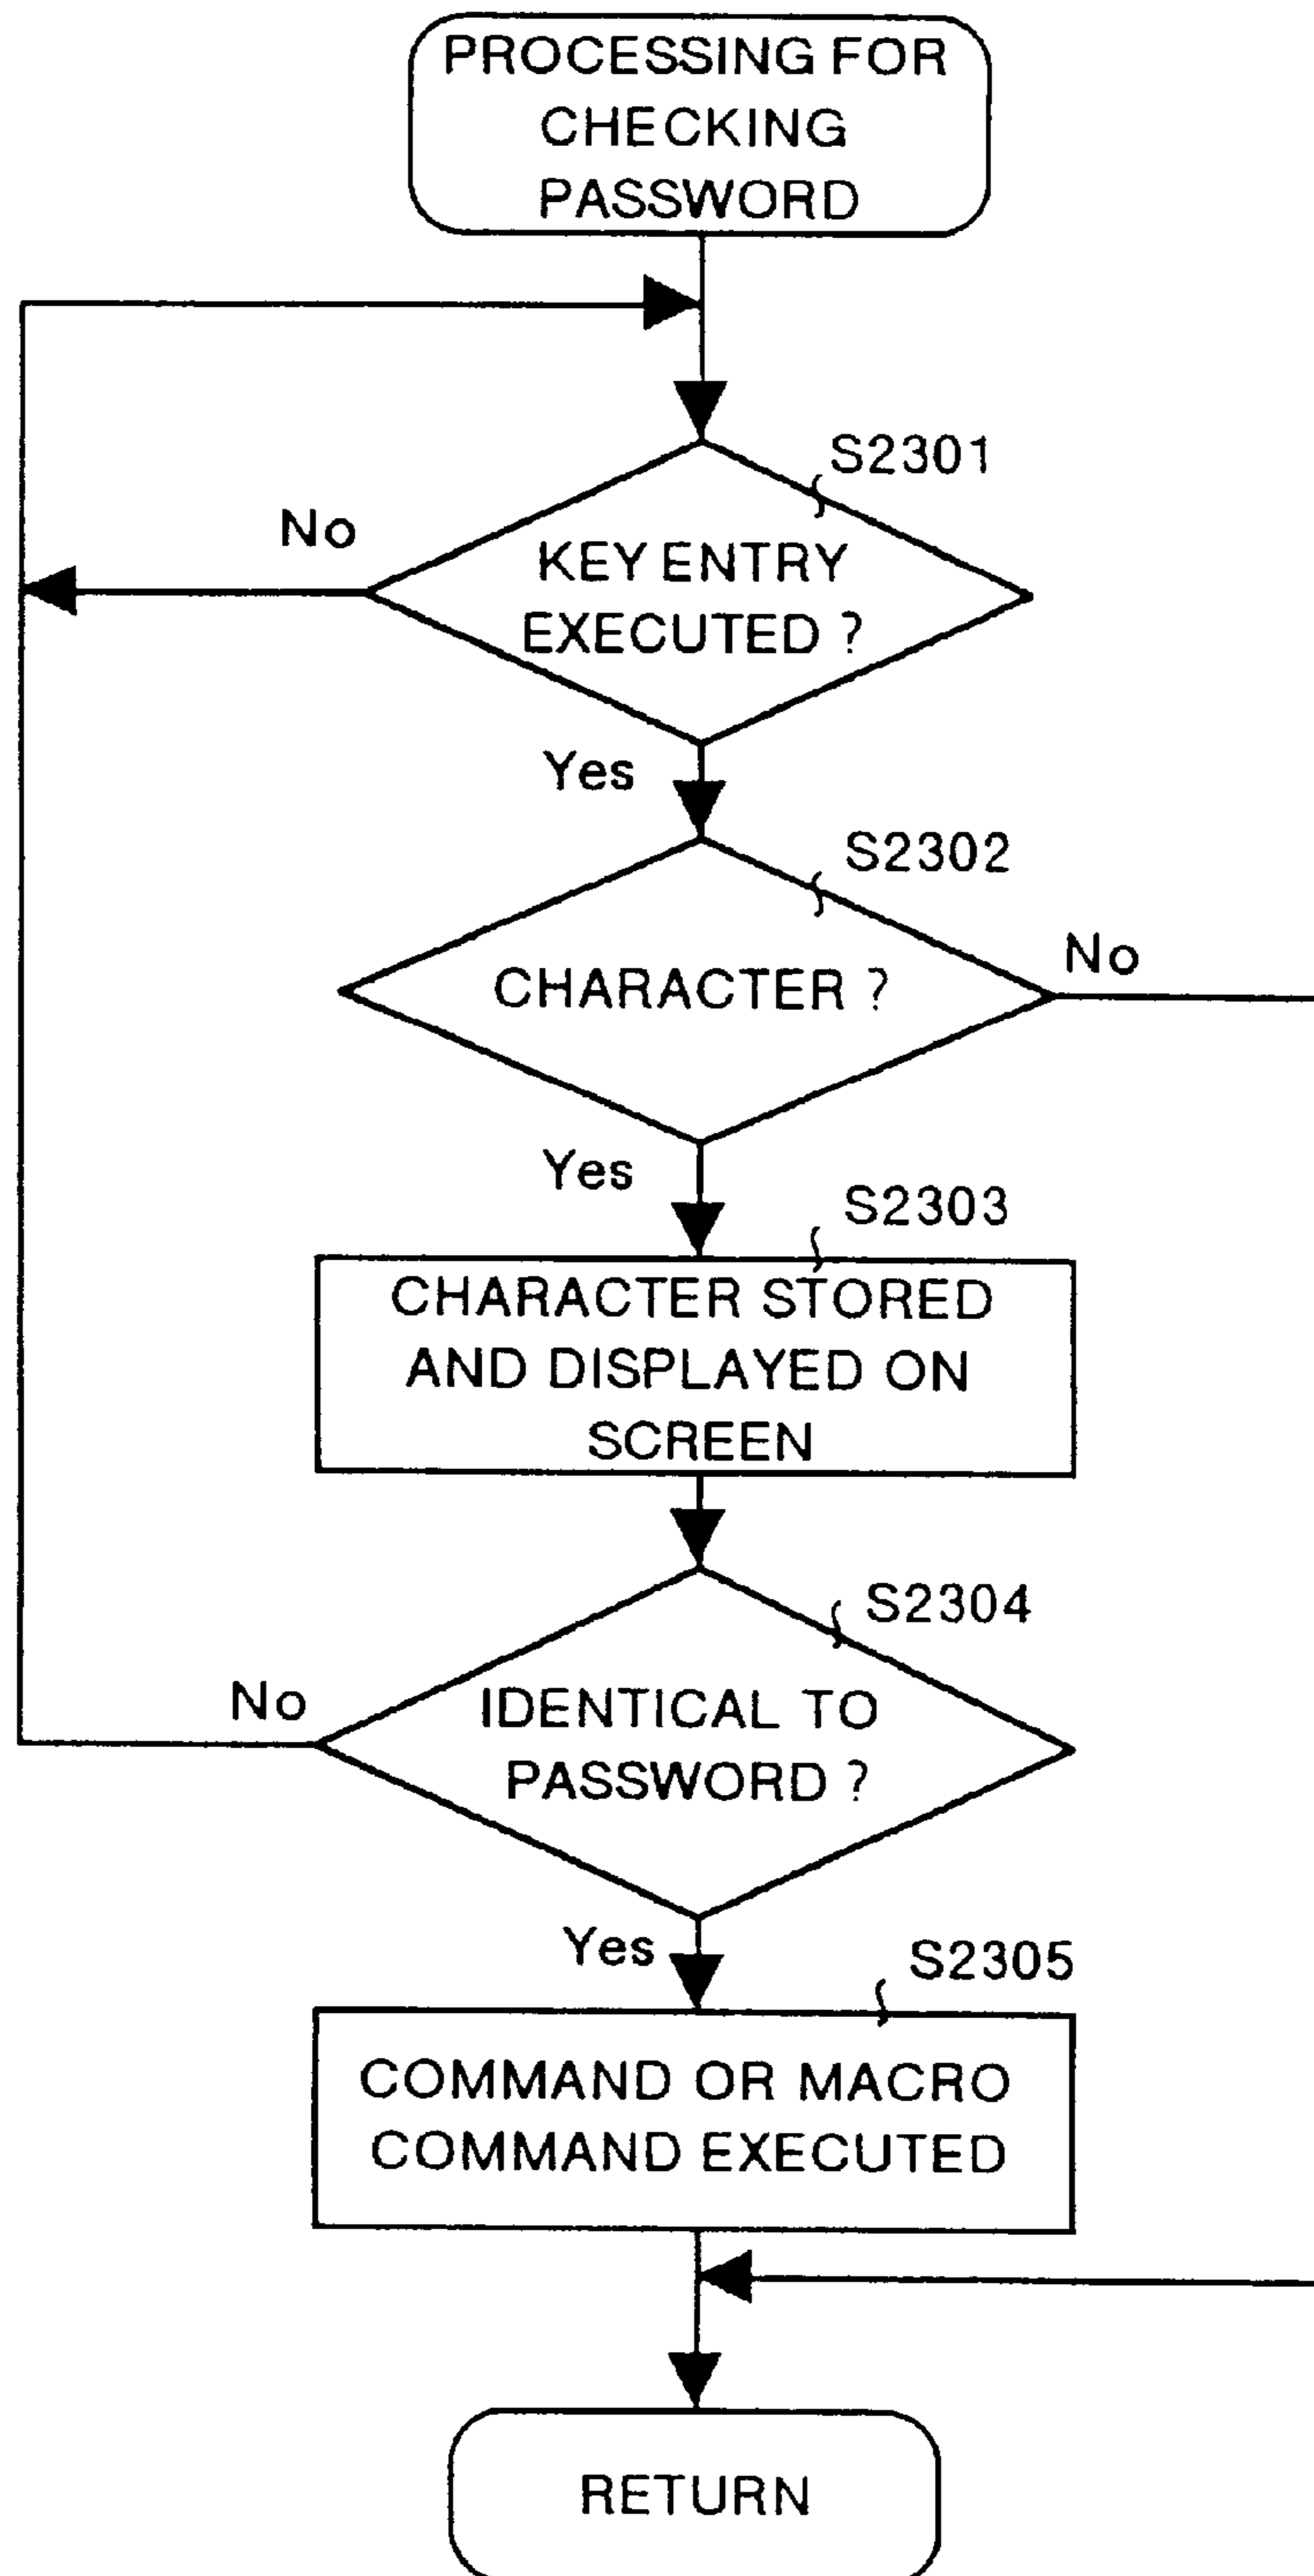 PROCESSING FOR
CHECKING
PASSWORD
S2301
No
KEY ENTRY
EXECUTED ?
Yes
S2302
No
CHARACTER ?
Yes
S2303
CHARACTER STORED
AND DISPLAYED ON
SCREEN
S2304
No
IDENTICAL TO
PASSWORD ?
Yes
S2305
COMMAND OR MACRO
COMMAND EXECUTED
RETURN